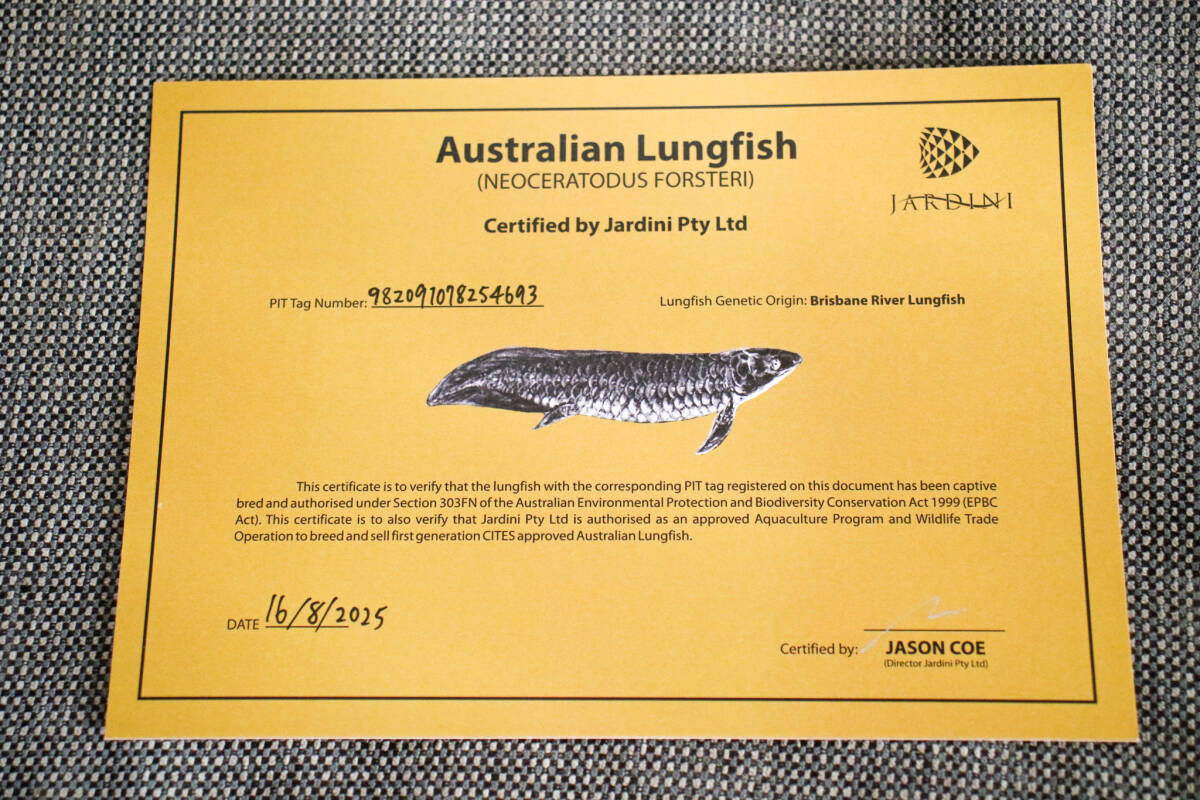 Australian Lungfish
(NEOCERATODUS FORSTERI)
JARDINI
Certified by Jardini Pty Ltd
PIT Tag Number: 982091078254693
Lungfish Genetic Origin: Brisbane River Lungfish
This certificate is to verify that the lungfish with the corresponding PIT tag registered on this document has been captive
bred and authorised under Section 303FN of the Australian Environmental Protection and Biodiversity Conservation Act 1999 (EPBC
Act). This certificate is to also verify that Jardini Pty Ltd is authorised as an approved Aquaculture Program and Wildlife Trade
Operation to breed and sell first generation CITES approved Australian Lungfish.
DATE 16/8/2025
Certified by:
JASON COE
(Director Jardini Pty Ltd)